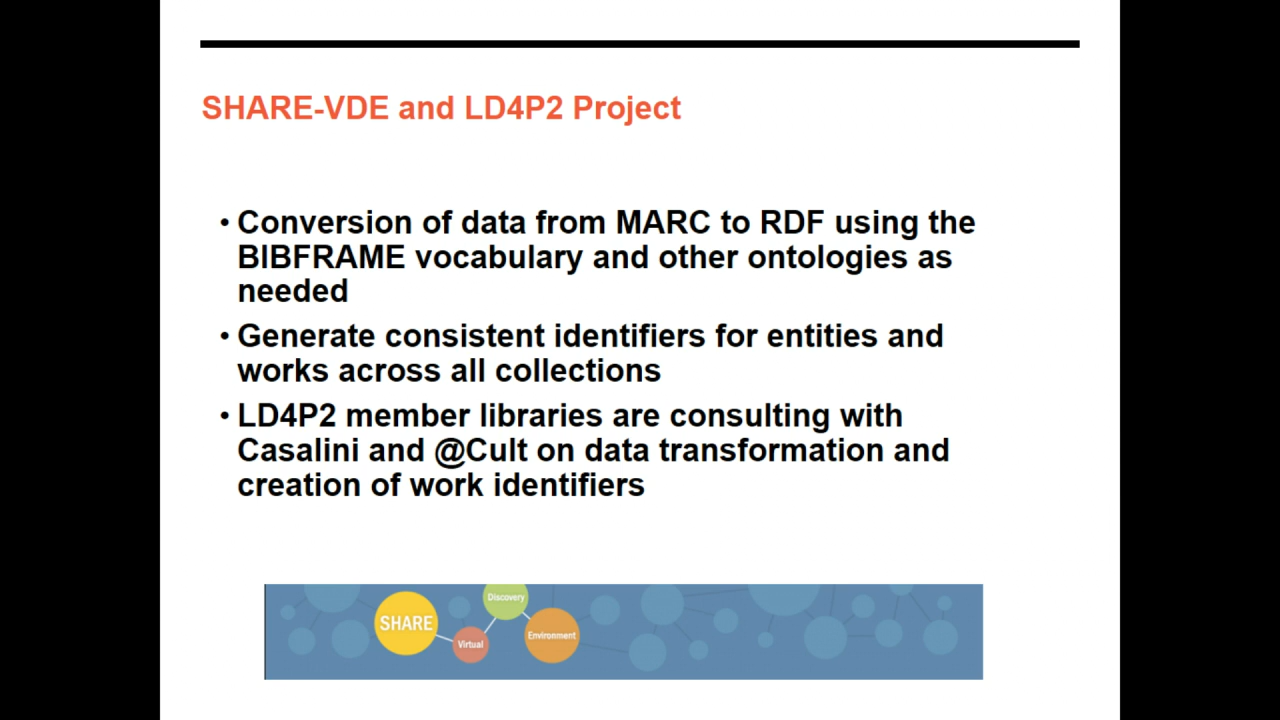 SHARE-VDE and LD4P2 Project
• Conversion of data from MARC to RDF using the
BIBFRAME vocabulary and other ontologies as
needed
• Generate consistent identifiers for entities and
works across all collections
• LD4P2 member libraries are consulting with
Casalini and @Cult on data transformation and
creation of work identifiers
SHARE
Virtual
Discovery
Environment